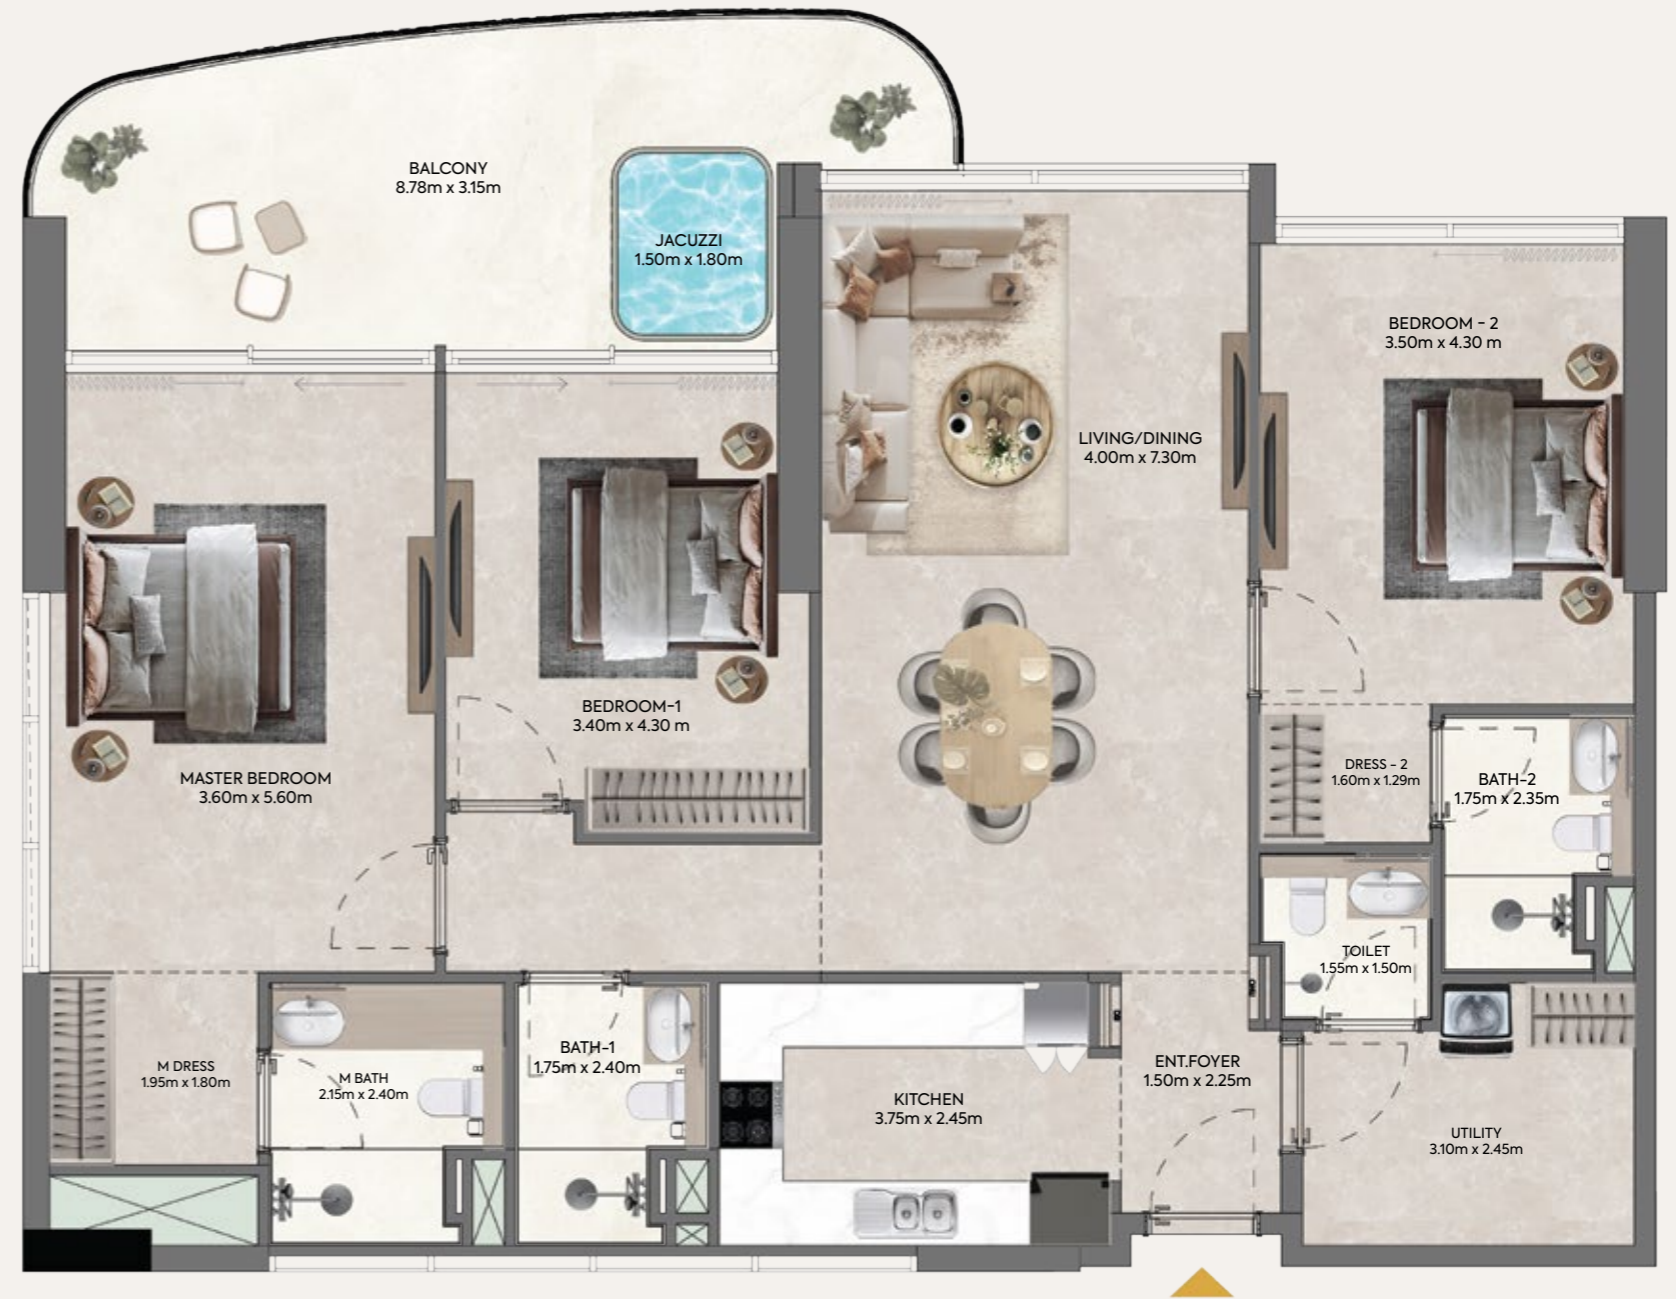 BALCONY
8.78m x 3.15m
JACUZZI
1.50m x 1.80m
BEDROOM - 2
3.50m x 4.30 m
LIVING/DINING
4.00m x 7.30m
BEDROOM-1
3.40m x 4.30 m
MASTER BEDROOM
3.60m x 5.60m
DRESS - 2
1.60m x 1.29m
BATH-2
1.75m x 2.35m
TOILET
1.55m x 1.50m
M DRESS
1.95m x 1.80m
M BATH
2.15m x 2.40m
BATH-1
1.75m x 2.40m
KITCHEN
3.75m x 2.45m
ENT.FOYER
1.50m x 2.25m
UTILITY
3.10m x 2.45m